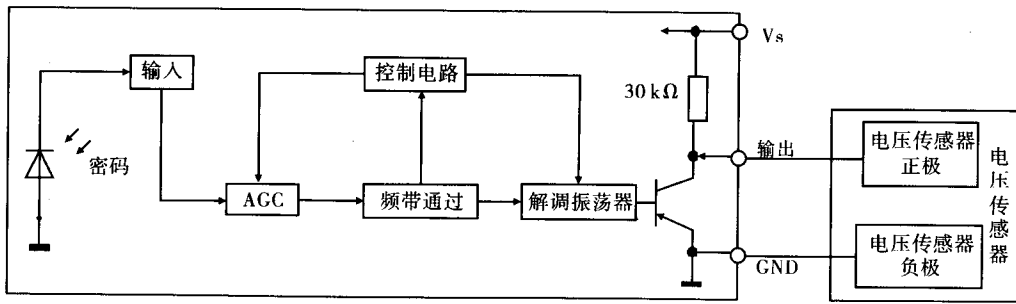 Vs
输入
控制电路
30 kΩ
密码
AGC
频带通过
解调振荡器
输出
GND
电压传感器
正极
电压传感器
负极
电压传感器